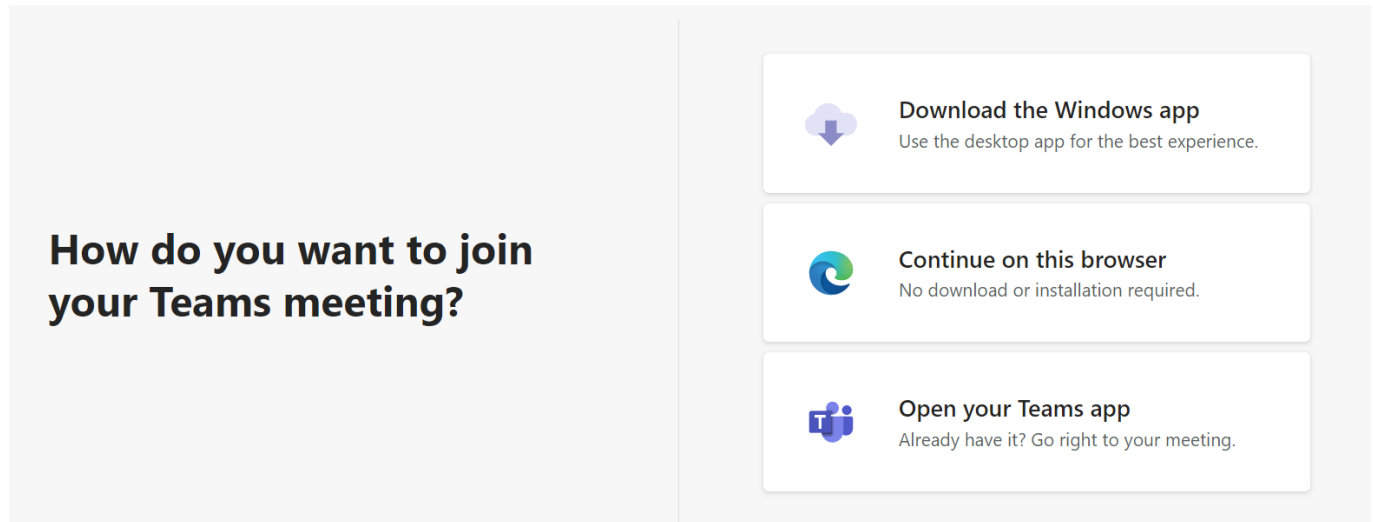 How do you want to join
your Teams meeting?
Download the Windows app
Use the desktop app for the best experience.
Continue on this browser
No download or installation required.
T
Open your Teams app
Already have it? Go right to your meeting.